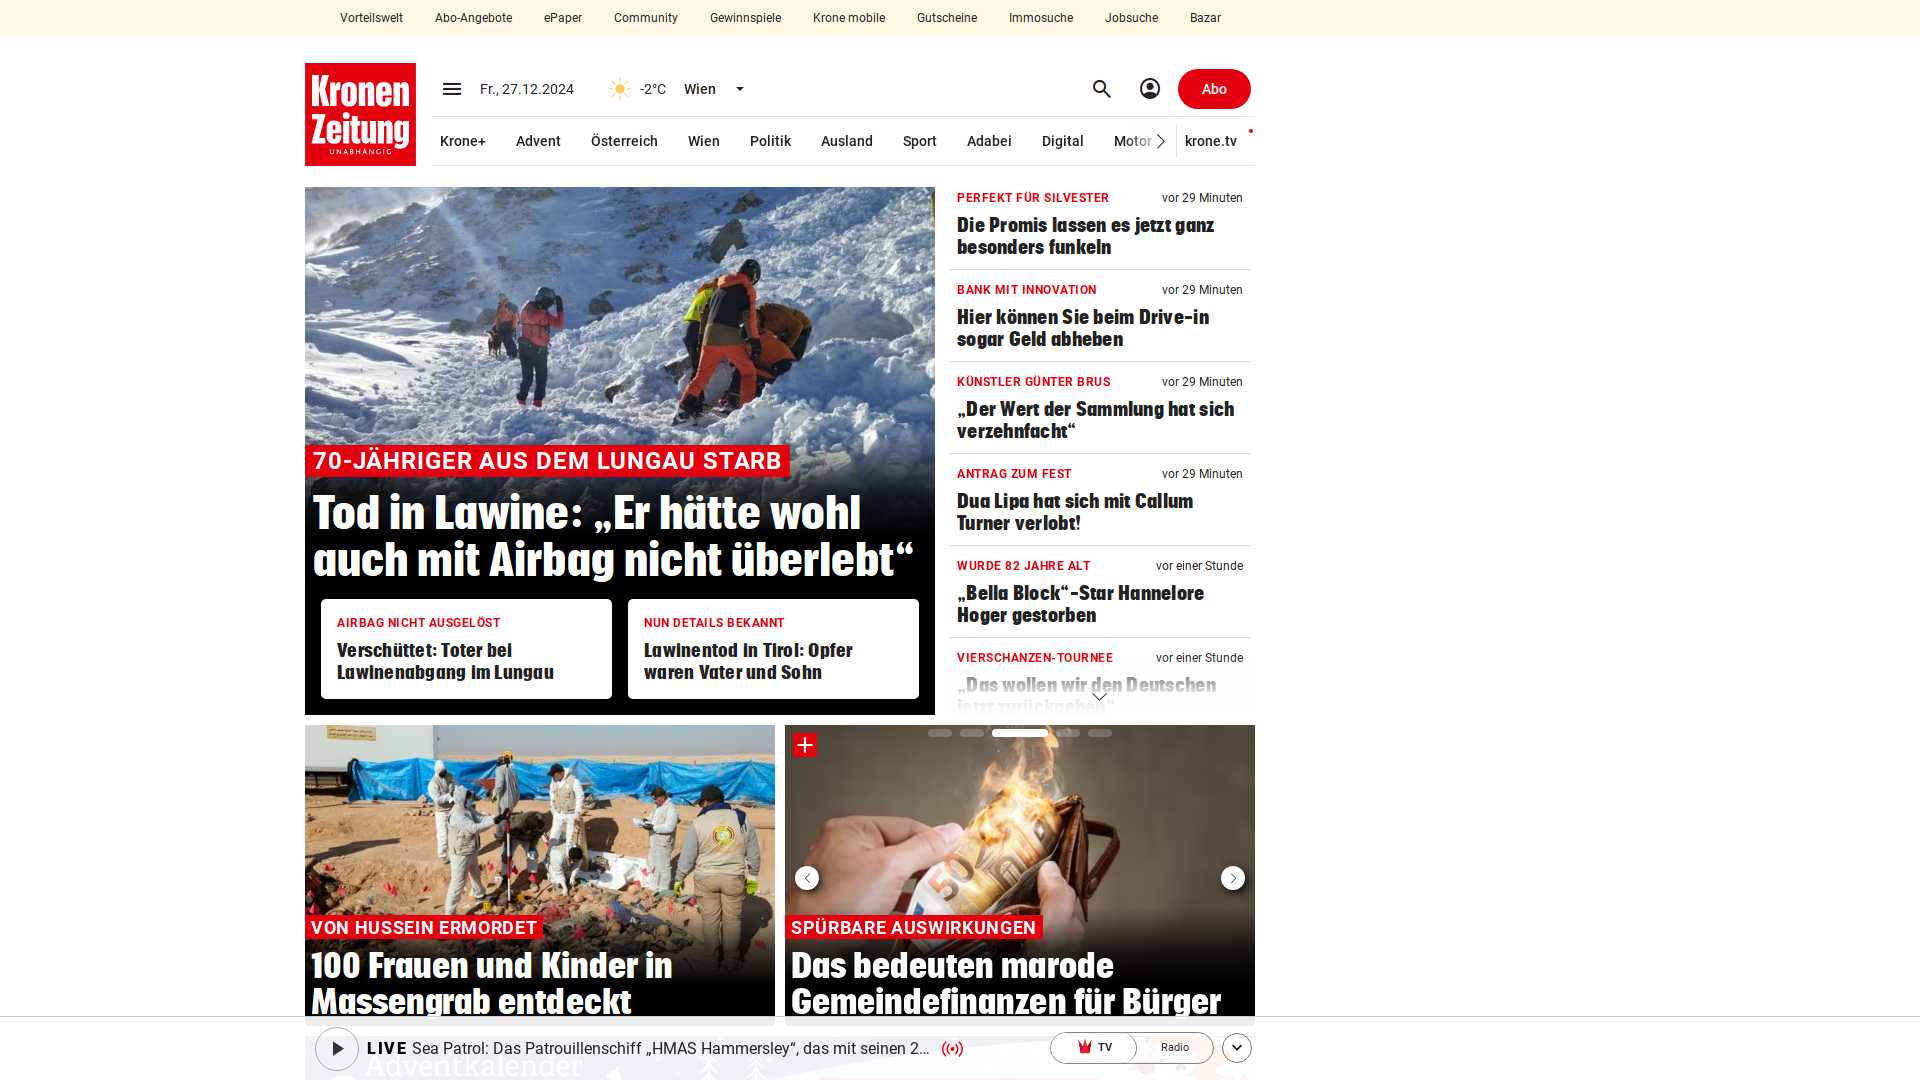 Vorteilswelt Abo-Angebote ePaper Community Gewinnspiele Krone mobile Gutscheine Immosuche Jobsuche Bazar
Kronen
Zeitung
UNABHÄNGIG
Fr., 27.12.2024 -2°C Wien Abo
Krone+ Advent Österreich Wien Politik Ausland Sport Adabei Digital Motor krone.tv
70-JÄHRIGER AUS DEM LUNGAU STARB
Tod in Lawine: „Er hätte wohl
auch mit Airbag nicht überlebt“
AIRBAG NICHT AUSGELÖST
Verschüttet: Toter bei
Lawinenabgang im Lungau
NUN DETAILS BEKANNT
Lawinentod in Tirol: Opfer
waren Vater und Sohn
PERFEKT FÜR SILVESTER vor 29 Minuten
Die Promis lassen es jetzt ganz
besonders funkeln
BANK MIT INNOVATION vor 29 Minuten
Hier können Sie beim Drive-in
sogar Geld abheben
KÜNSTLER GÜNTER BRUS vor 29 Minuten
„Der Wert der Sammlung hat sich
verzehnfacht“
ANTRAG ZUM FEST vor 29 Minuten
Dua Lipa hat sich mit Callum
Turner verlobt!
WURDE 82 JAHRE ALT vor einer Stunde
„Bella Block“-Star Hannelore
Hoger gestorben
VIERSCHANZEN-TOURNEE vor einer Stunde
„Das wollen wir den Deutschen
jetzt zurückgeben“
VON HUSSEIN ERMORDET
100 Frauen und Kinder in
Massengrab entdeckt
50
SPÜRBARE AUSWIRKUNGEN
Das bedeuten marode
Gemeindefinanzen für Bürger
LIVE Sea Patrol: Das Patrouillenschiff „HMAS Hammersley“, das mit seinen 2... TV Radio
Adventkalender